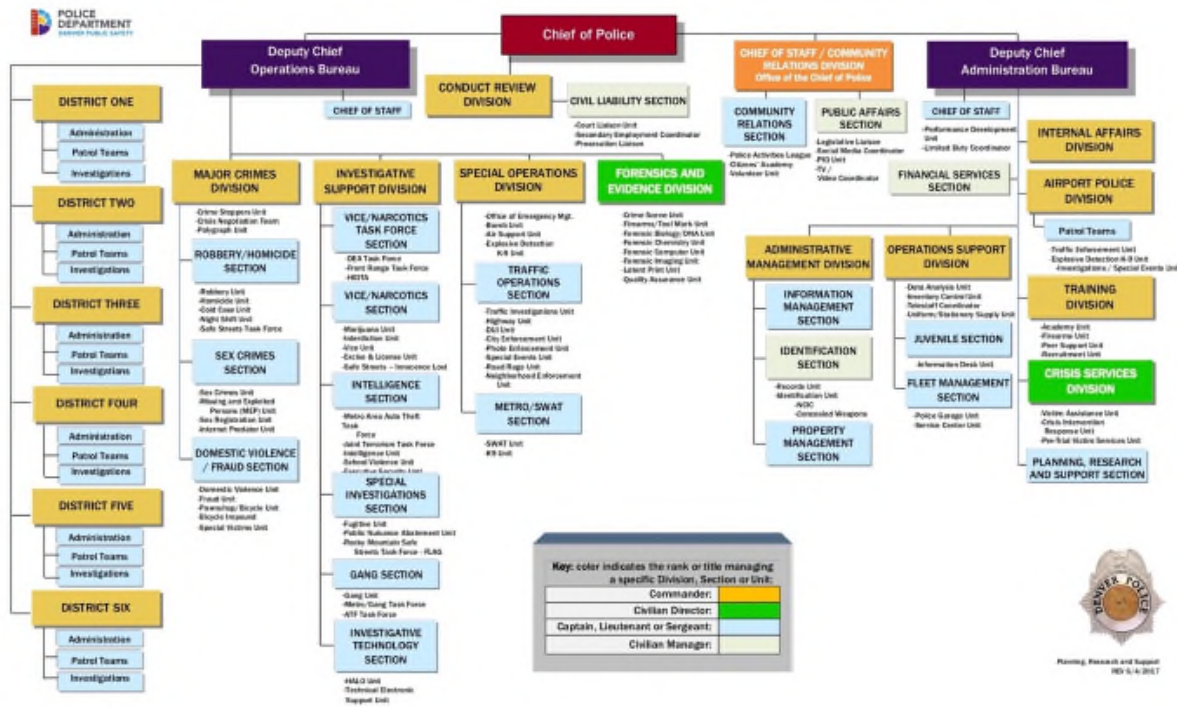 POLICE
DEPARTMENT
DENVER PUBLIC SAFETY
Chief of Police
Deputy Chief
Operations Bureau
CHIEF OF STAFF
CONDUCT REVIEW
DIVISION
CIVIL LIABILITY SECTION
-Court Liaison Unit
-Secondary Employment Coordinator
-Prosecution Liaison
CHIEF OF STAFF / COMMUNITY
RELATIONS DIVISION
Office of the Chief of Police
COMMUNITY
RELATIONS
SECTION
-Police Activities League
-Citizens' Academy
-Volunteer Unit
PUBLIC AFFAIRS
SECTION
-Legislative Liaison
-Social Media Coordinator
-PIO Unit
-TV /
Video Coordinator
Deputy Chief
Administration Bureau
CHIEF OF STAFF
-Performance Development
Unit
-Limited Duty Coordinator
FINANCIAL SERVICES
SECTION
DISTRICT ONE
Administration
Patrol Teams
Investigations
DISTRICT TWO
Administration
Patrol Teams
Investigations
DISTRICT THREE
Administration
Patrol Teams
Investigations
DISTRICT FOUR
Administration
Patrol Teams
Investigations
DISTRICT FIVE
Administration
Patrol Teams
Investigations
DISTRICT SIX
Administration
Patrol Teams
Investigations
MAJOR CRIMES
DIVISION
-Crime Stoppers Unit
-Crisis Negotiation Team
-Polygraph Unit
ROBBERY/HOMICIDE
SECTION
-Robbery Unit
-Homicide Unit
-Cold Case Unit
-Night Shift Unit
-Safe Streets Task Force
SEX CRIMES
SECTION
-Sex Crimes Unit
-Missing and Exploited
Persons (MEP) Unit
-Sex Registration Unit
-Internet Predator Unit
DOMESTIC VIOLENCE
/ FRAUD SECTION
-Domestic Violence Unit
-Fraud Unit
-Pawnshop/Bicycle Unit
-Bicycle Impound
-Special Victims Unit
INVESTIGATIVE
SUPPORT DIVISION
VICE/NARCOTICS
TASK FORCE
SECTION
-DEA Task Force
-Front Range Task Force
-HIDTA
VICE/NARCOTICS
SECTION
-Marijuana Unit
-Interdiction Unit
-Vice Unit
-Excise & License Unit
-Safe Streets – Innocence Lost
INTELLIGENCE
SECTION
-Metro Area Auto Theft
Task
Force
-Joint Terrorism Task Force
-Intelligence Unit
-School Violence Unit
-Executive Security Unit
SPECIAL
INVESTIGATIONS
SECTION
-Fugitive Unit
-Public Nuisance Abatement Unit
-Rocky Mountain Safe
Streets Task Force - FLAG
GANG SECTION
-Gang Unit
-Metro/Gang Task Force
-ATF Task Force
INVESTIGATIVE
TECHNOLOGY
SECTION
-HALO Unit
-Technical Electronic
Support Unit
SPECIAL OPERATIONS
DIVISION
-Office of Emergency Mgt.
-Bomb Unit
-Air Support Unit
-Explosive Detection
K-9 Unit
TRAFFIC
OPERATIONS
SECTION
-Traffic Investigations Unit
-Highway Unit
-DUI Unit
-City Enforcement Unit
-Photo Enforcement Unit
-Special Events Unit
-Road Rage Unit
-Neighborhood Enforcement
Unit
METRO/SWAT
SECTION
-SWAT Unit
-K9 Unit
FORENSICS AND
EVIDENCE DIVISION
-Crime Scene Unit
-Firearms/Tool Mark Unit
-Forensic Biology/DNA Unit
-Forensic Chemistry Unit
-Forensic Computer Unit
-Forensic Imaging Unit
-Latent Print Unit
-Quality Assurance Unit
ADMINISTRATIVE
MANAGEMENT DIVISION
INFORMATION
MANAGEMENT
SECTION
IDENTIFICATION
SECTION
-Records Unit
-Identification Unit
-NCIC
-Concealed Weapons
PROPERTY
MANAGEMENT
SECTION
OPERATIONS SUPPORT
DIVISION
-Data Analysis Unit
-Inventory Control Unit
-Telestaff Coordinator
-Uniform/Stationary Supply Unit
JUVENILE SECTION
-Information Desk Unit
FLEET MANAGEMENT
SECTION
-Police Garage Unit
-Service Center Unit
INTERNAL AFFAIRS
DIVISION
AIRPORT POLICE
DIVISION
Patrol Teams
-Traffic Enforcement Unit
-Explosive Detection K-9 Unit
-Investigations / Special Events Unit
TRAINING
DIVISION
-Academy Unit
-Firearms Unit
-Peer Support Unit
-Recruitment Unit
CRISIS SERVICES
DIVISION
-Victim Assistance Unit
-Crisis Intervention
Response Unit
-Pre-Trial Victim Services Unit
PLANNING, RESEARCH
AND SUPPORT SECTION
Key: color indicates the rank or title managing
a specific Division, Section or Unit:
Commander:
Civilian Director:
Captain, Lieutenant or Sergeant:
Civilian Manager:
DENVER POLICE
Planning, Research and Support
REV 5/4/2017